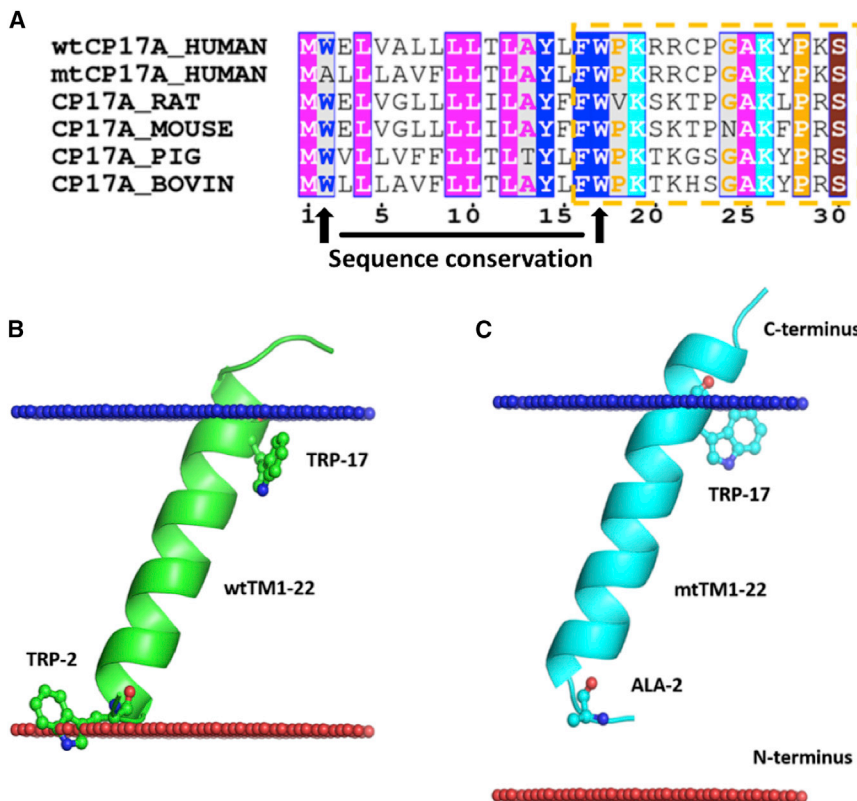 A
wtCP17A_HUMAN MWELVALLLLTLAYLFWPKRRCPGAKYPKS
mtCP17A_HUMAN MALLLAVFLLTLAYLFWPKRRCPGAKYPKS
CP17A_RAT MWELVGLLLLILAYFFWVKSKTPGAKLPRS
CP17A_MOUSE MWELVGLLLLILAYFFWPKSKTPNAKFPRS
CP17A_PIG MWVLLVFFLLTLTYLFWPKTKGSGAKYPRS
CP17A_BOVIN MWLLLAVFLLTLAYLFWPKTKHSGAKYPRS
1 5 10 15 20 25 30
Sequence conservation
B
TRP-17
wtTM1-22
TRP-2
C
C-terminus
TRP-17
mtTM1-22
ALA-2
N-terminus